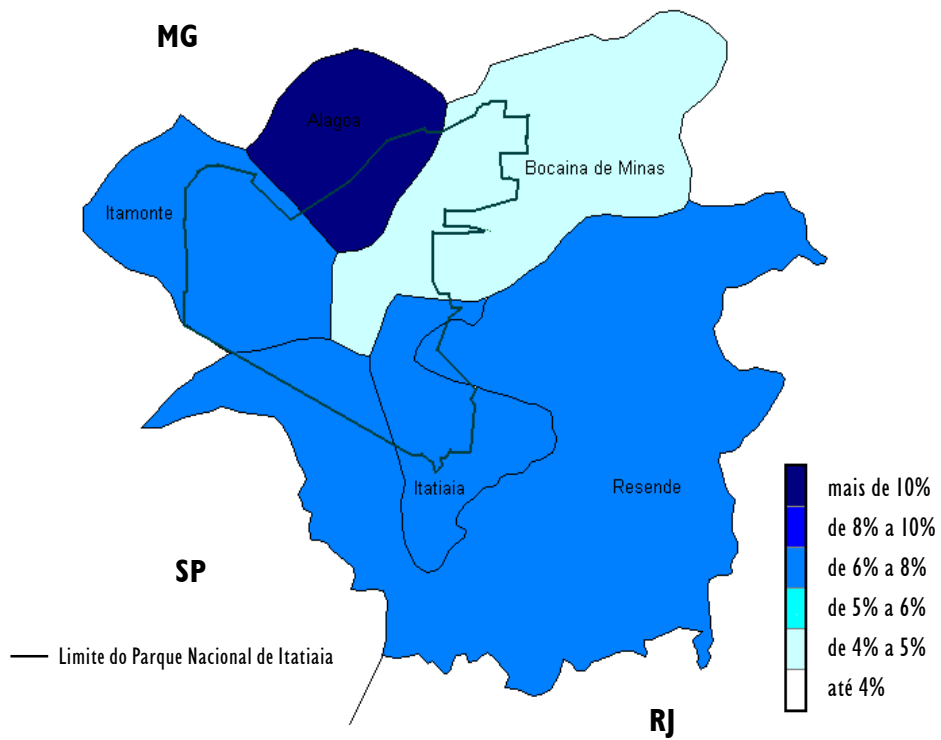 MG
Alagoa
Bocaina de Minas
Itamonte
Itatiaia
Resende
SP
Limite do Parque Nacional de Itatiaia
RJ
mais de 10%
de 8% a 10%
de 6% a 8%
de 5% a 6%
de 4% a 5%
até 4%